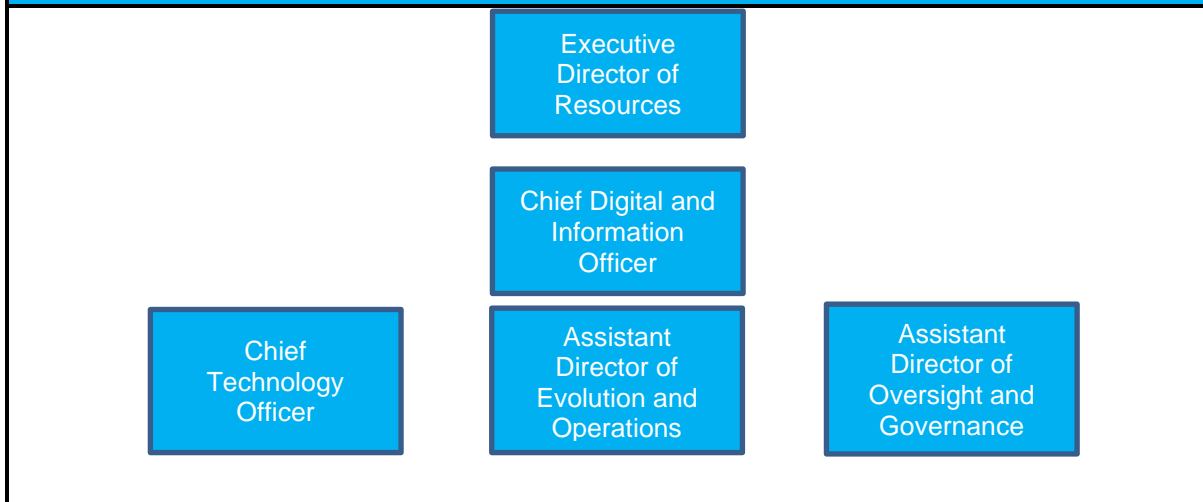 Executive
Director of
Resources
Chief Digital and
Information
Officer
Chief
Technology
Officer
Assistant
Director of
Evolution and
Operations
Assistant
Director of
Oversight and
Governance